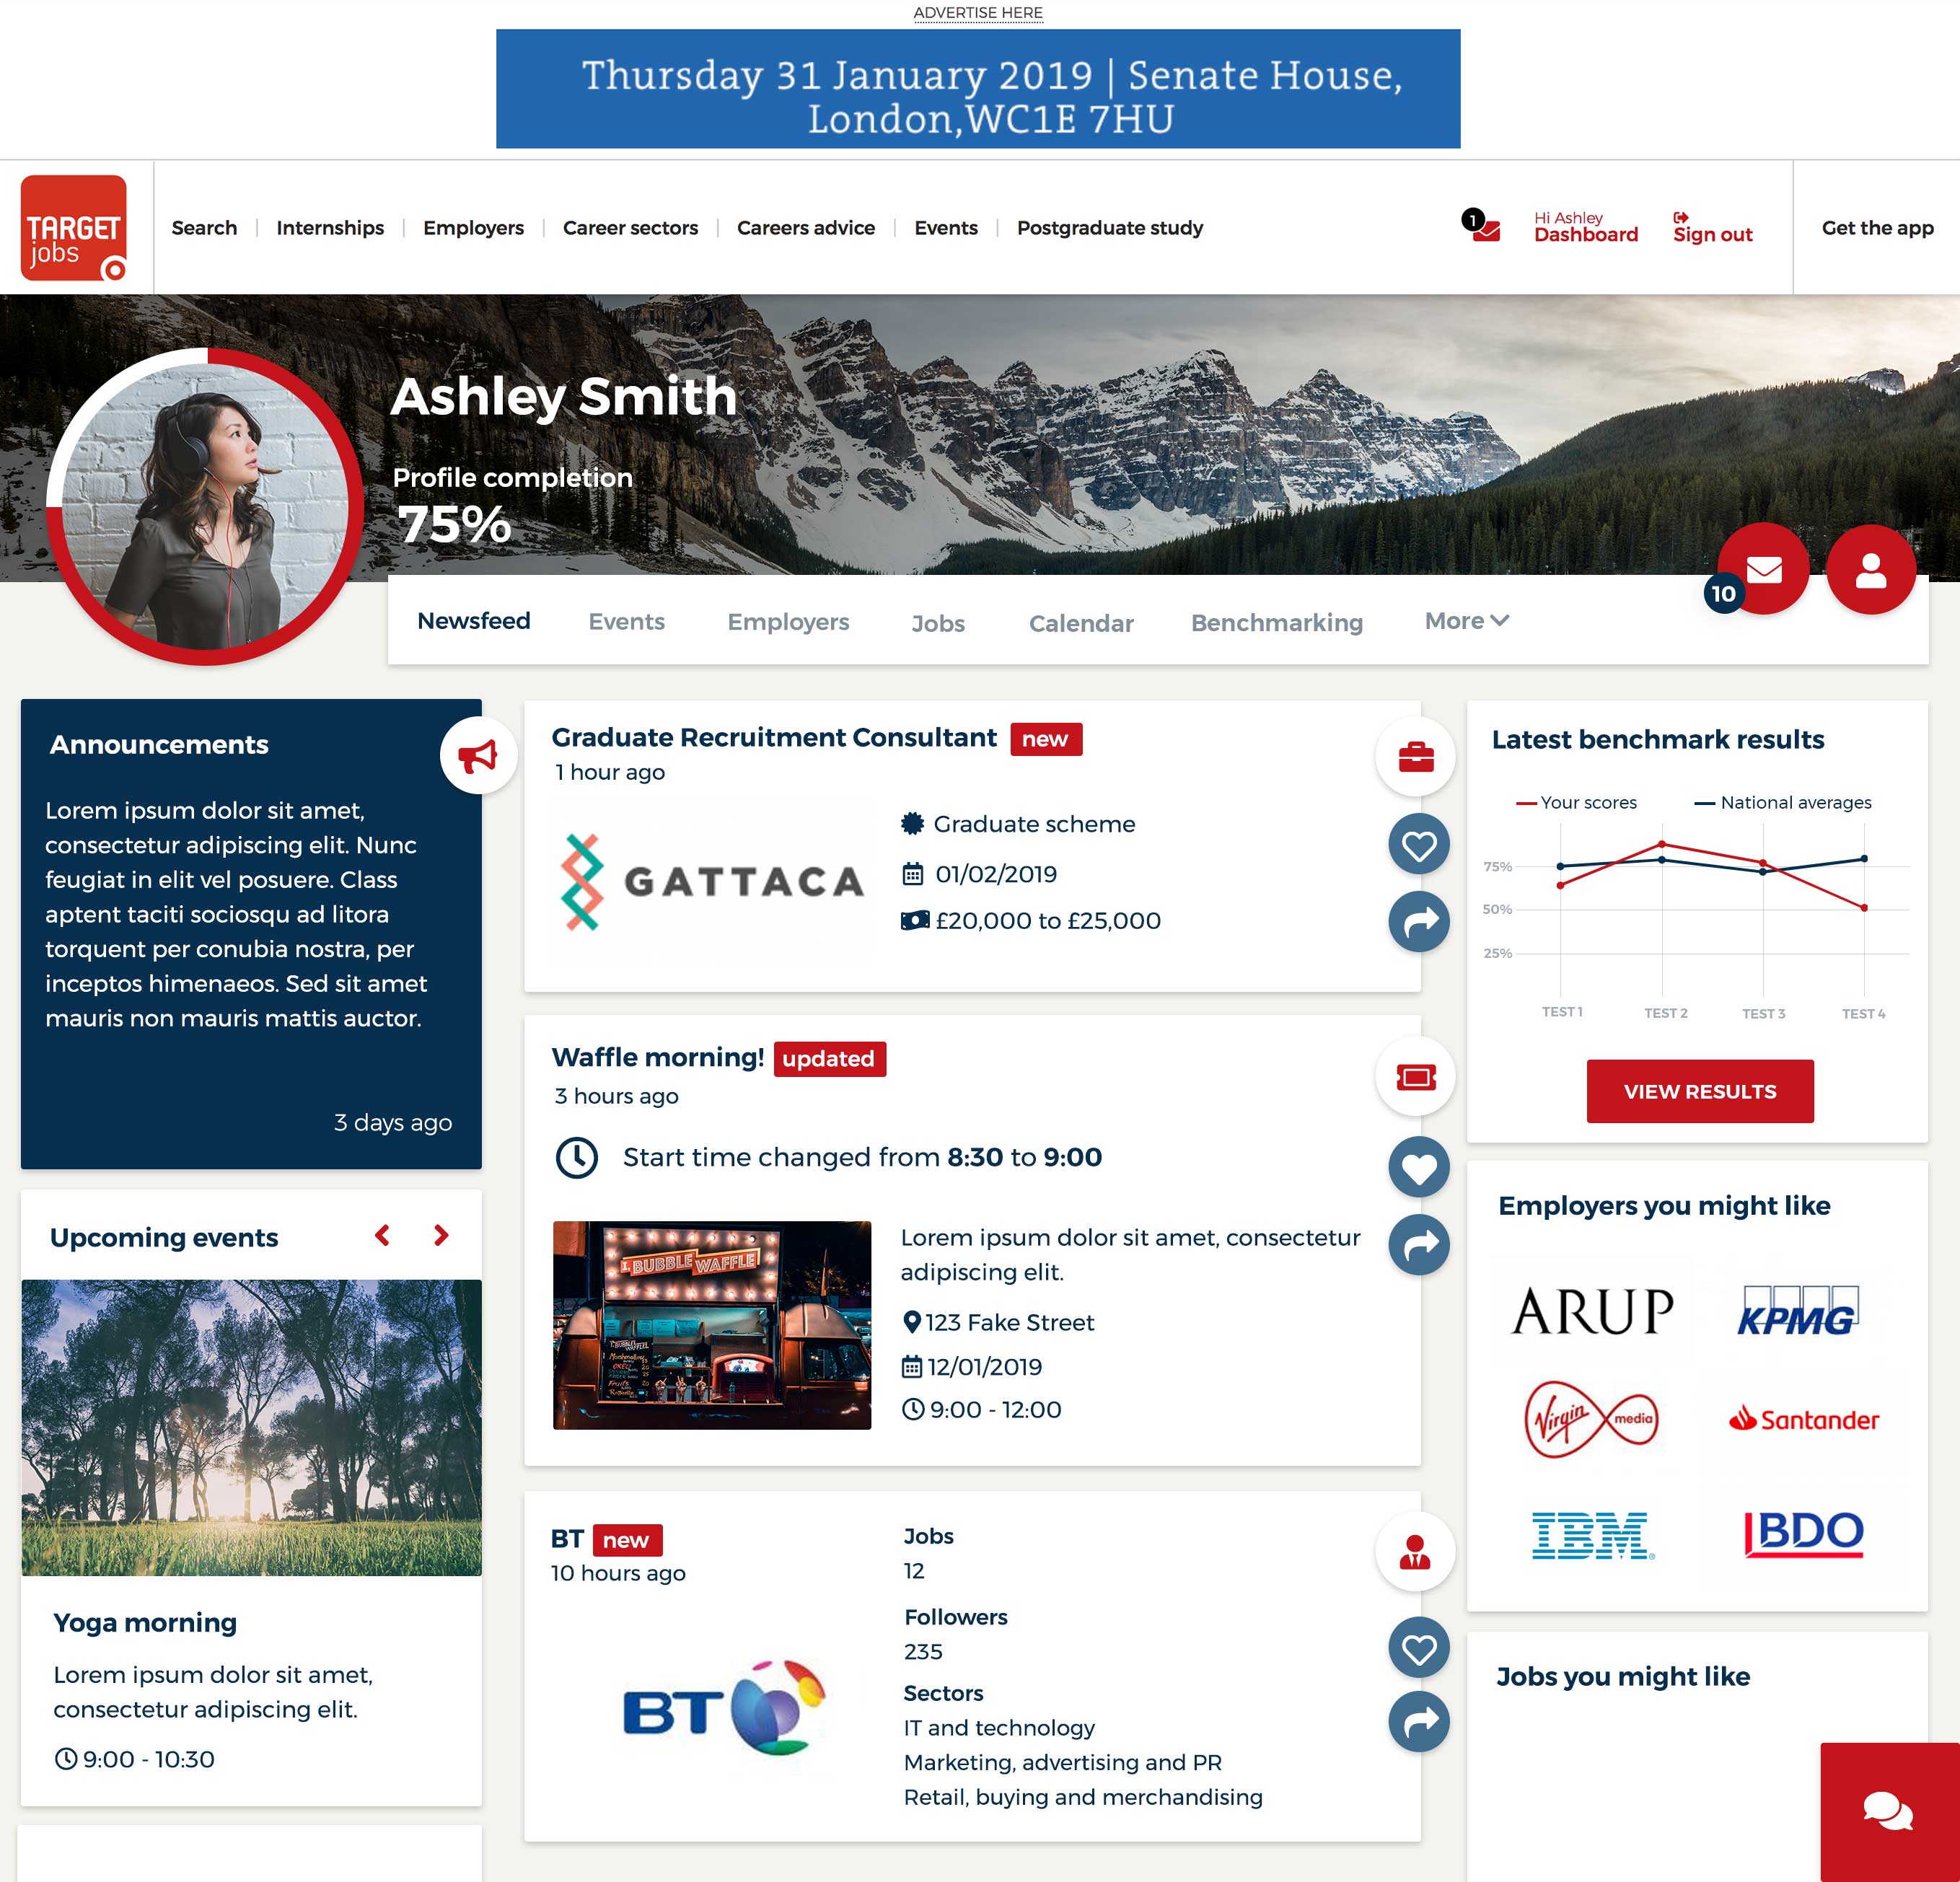 ADVERTISE HERE
Thursday 31 January 2019 | Senate House,
London,WC1E 7HU
TARGET
jobs
Search
Internships
Employers
Career sectors
Careers advice
Events
Postgraduate study
1
Hi Ashley
Dashboard
Sign out
Get the app
Ashley Smith
Profile completion
75%
10
Newsfeed
Events
Employers
Jobs
Calendar
Benchmarking
More
Announcements
Lorem ipsum dolor sit amet,
consectetur adipiscing elit. Nunc
feugiat in elit vel posuere. Class
aptent taciti sociosqu ad litora
torquent per conubia nostra, per
inceptos himenaeos. Sed sit amet
mauris non mauris mattis auctor.
3 days ago
Upcoming events
Yoga morning
Lorem ipsum dolor sit amet,
consectetur adipiscing elit.
9:00 - 10:30
Graduate Recruitment Consultant new
1 hour ago
GATTACA
Graduate scheme
01/02/2019
£20,000 to £25,000
Waffle morning! updated
3 hours ago
Start time changed from 8:30 to 9:00
BUBBLE WAFFLE
Lorem ipsum dolor sit amet, consectetur
adipiscing elit.
123 Fake Street
12/01/2019
9:00 - 12:00
BT new
10 hours ago
BT
Jobs
12
Followers
235
Sectors
IT and technology
Marketing, advertising and PR
Retail, buying and merchandising
Latest benchmark results
Your scores
National averages
75%
50%
25%
TEST 1
TEST 2
TEST 3
TEST 4
VIEW RESULTS
Employers you might like
ARUP
KPMG
Virgin media
Santander
IBM
BDO
Jobs you might like